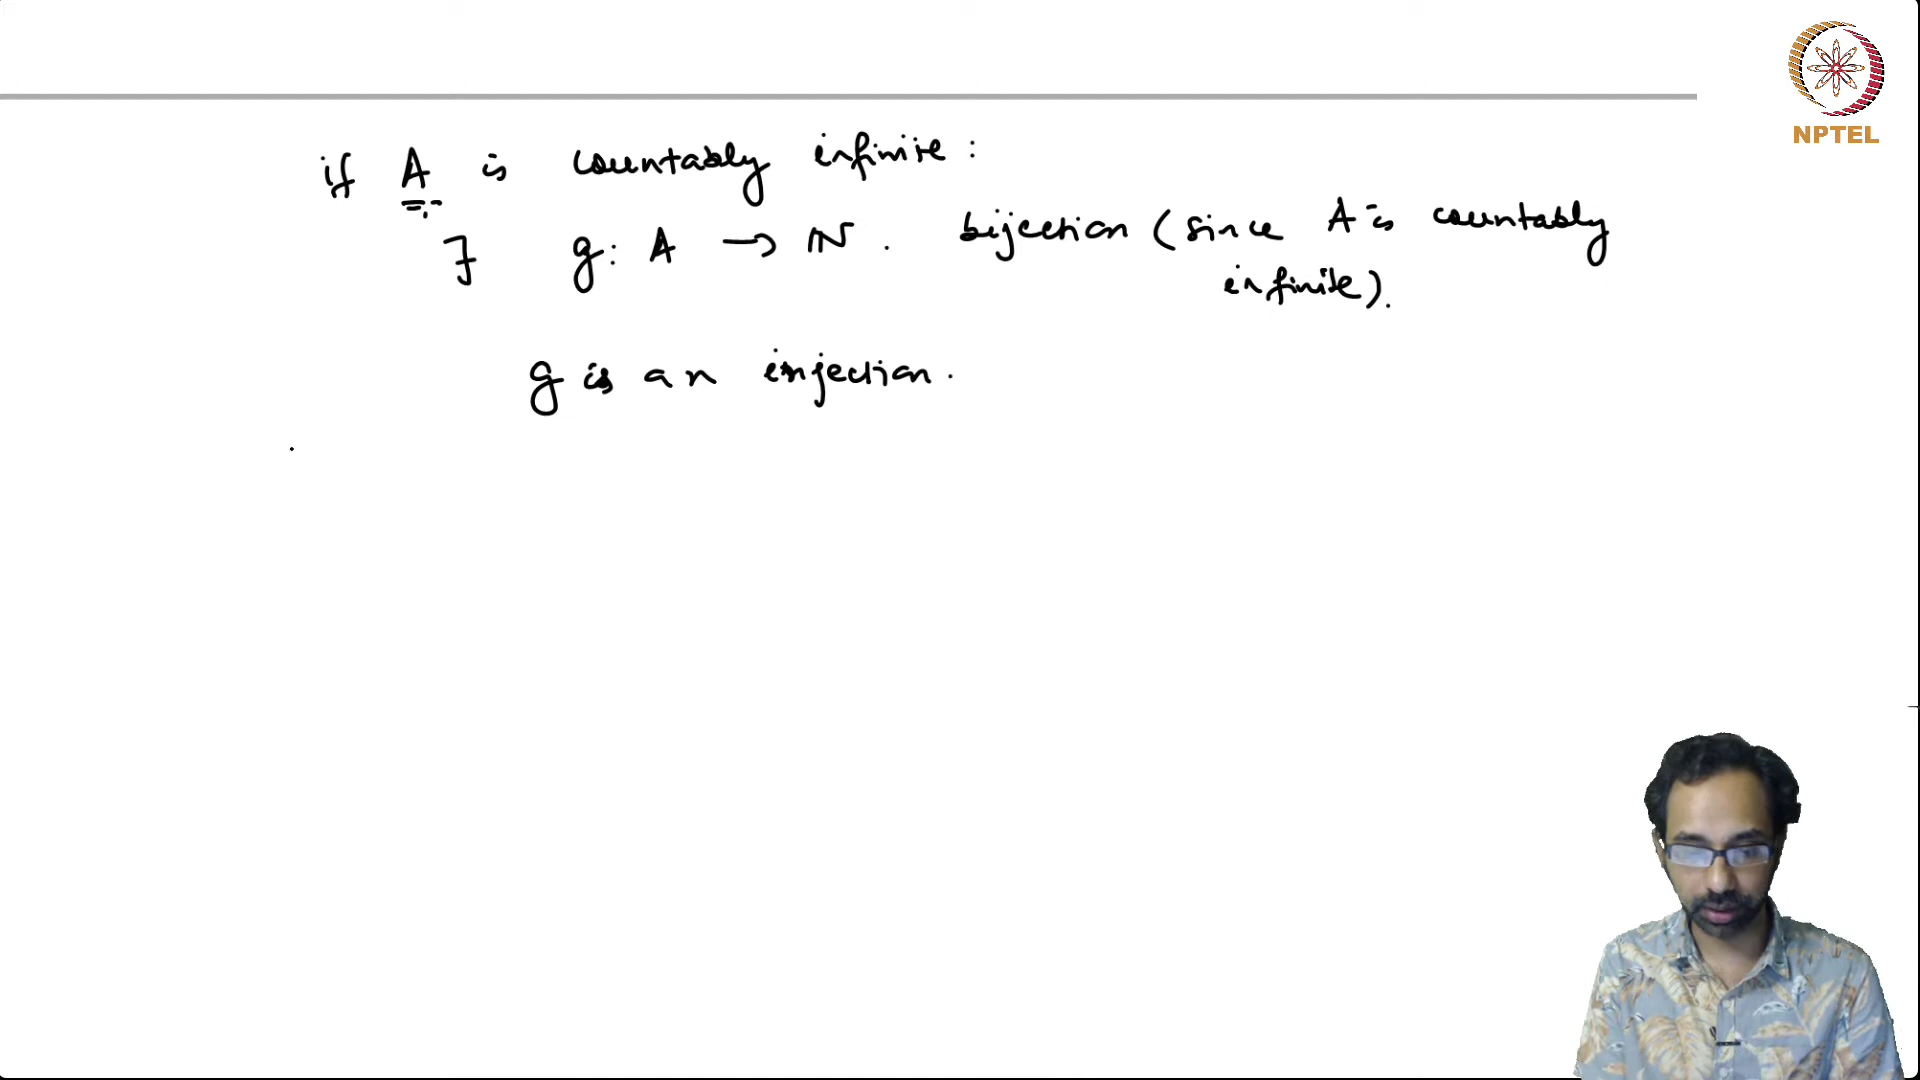 NPTEL
if A is countably infinite:
∃ g: A → ℕ. bijection (since A is countably
infinite).
g is an injection.